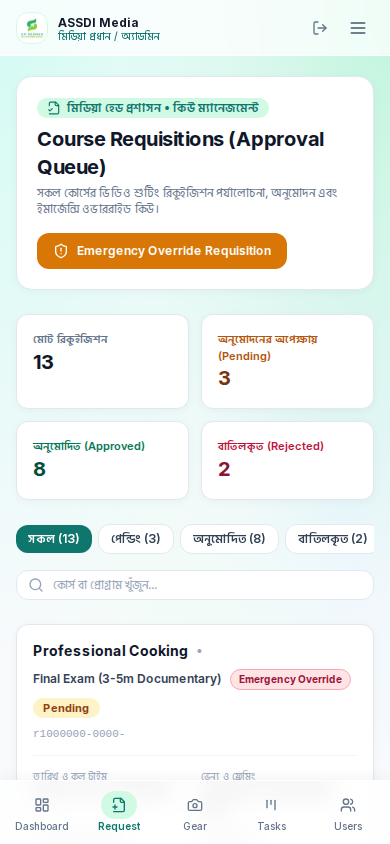 ASSDI Media
মিডিয়া প্রধান / অ্যাডমিন
মিডিয়া হেড প্রশাসন • কিউ ম্যানেজমেন্ট
Course Requisitions (Approval
Queue)
সকল কোর্সের ভিডিও শুটিং রিকুইজিশন পর্যালোচনা, অনুমোদন এবং
ইমার্জেন্সি ওভাররাইড কিউ।
Emergency Override Requisition
মোট রিকুইজিশন
13
অনুমোদনের অপেক্ষায়
(Pending)
3
অনুমোদিত (Approved)
8
বাতিলকৃত (Rejected)
2
সকল (13) পেন্ডিং (3) অনুমোদিত (8) বাতিলকৃত (2)
কোর্স বা প্রোগ্রাম খুঁজুন...
Professional Cooking •
Final Exam (3-5m Documentary) Emergency Override
Pending
r1000000-0000-
তারিখ ও কল টাইম ভেন্যু ও ফ্রেমিং
Dashboard Request Gear Tasks Users